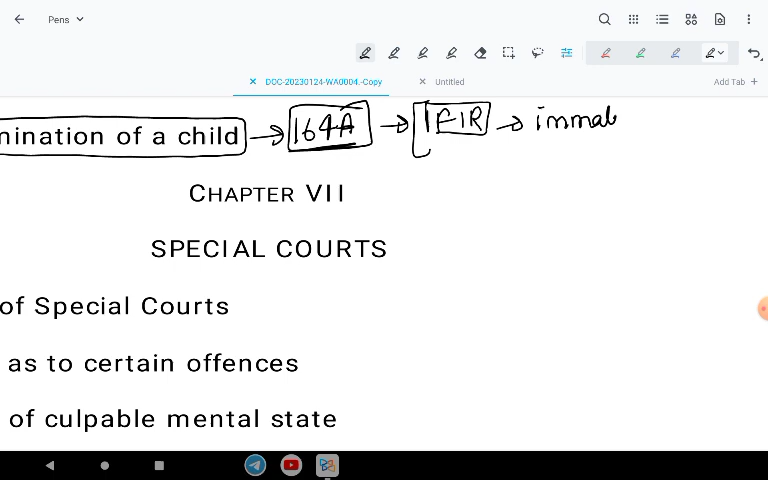 Pens
DOC-20230124-WA0004.-Copy
Untitled
Add Tab
mination of a child → 164A → FIR →
CHAPTER VII
SPECIAL COURTS
of Special Courts
as to certain offences
of culpable mental state